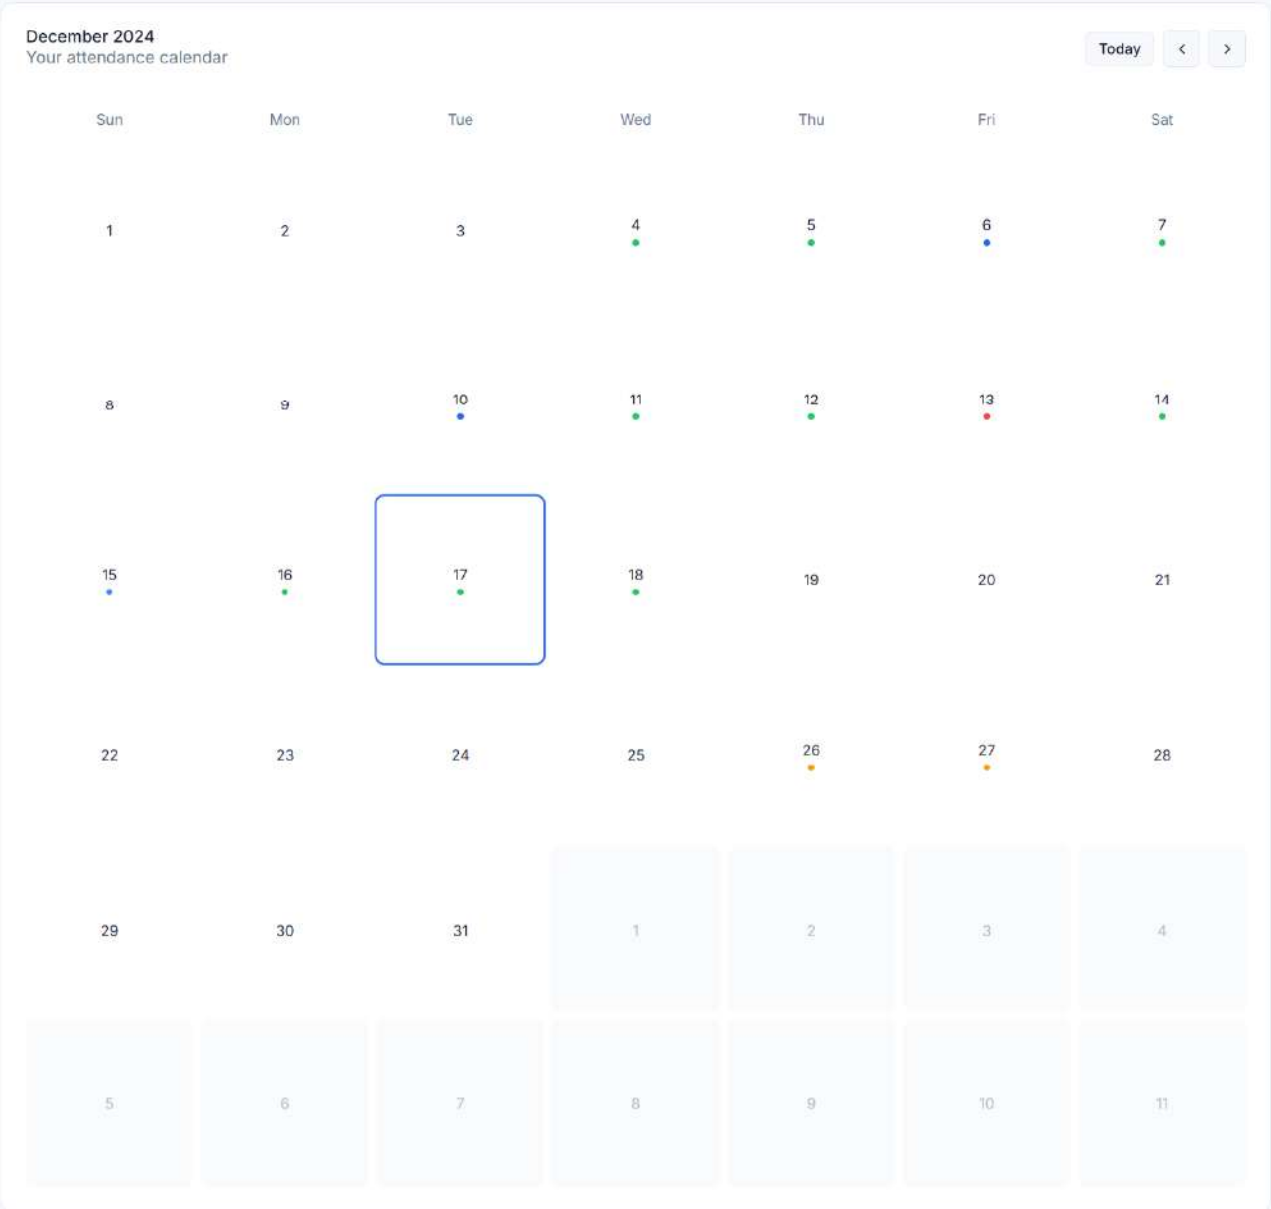 December 2024
Your attendance calendar
Today
Sun Mon Tue Wed Thu Fri Sat
1 2 3 4 5 6 7
8 9 10 11 12 13 14
15 16 17 18 19 20 21
22 23 24 25 26 27 28
29 30 31 1 2 3 4
5 6 7 8 9 10 11